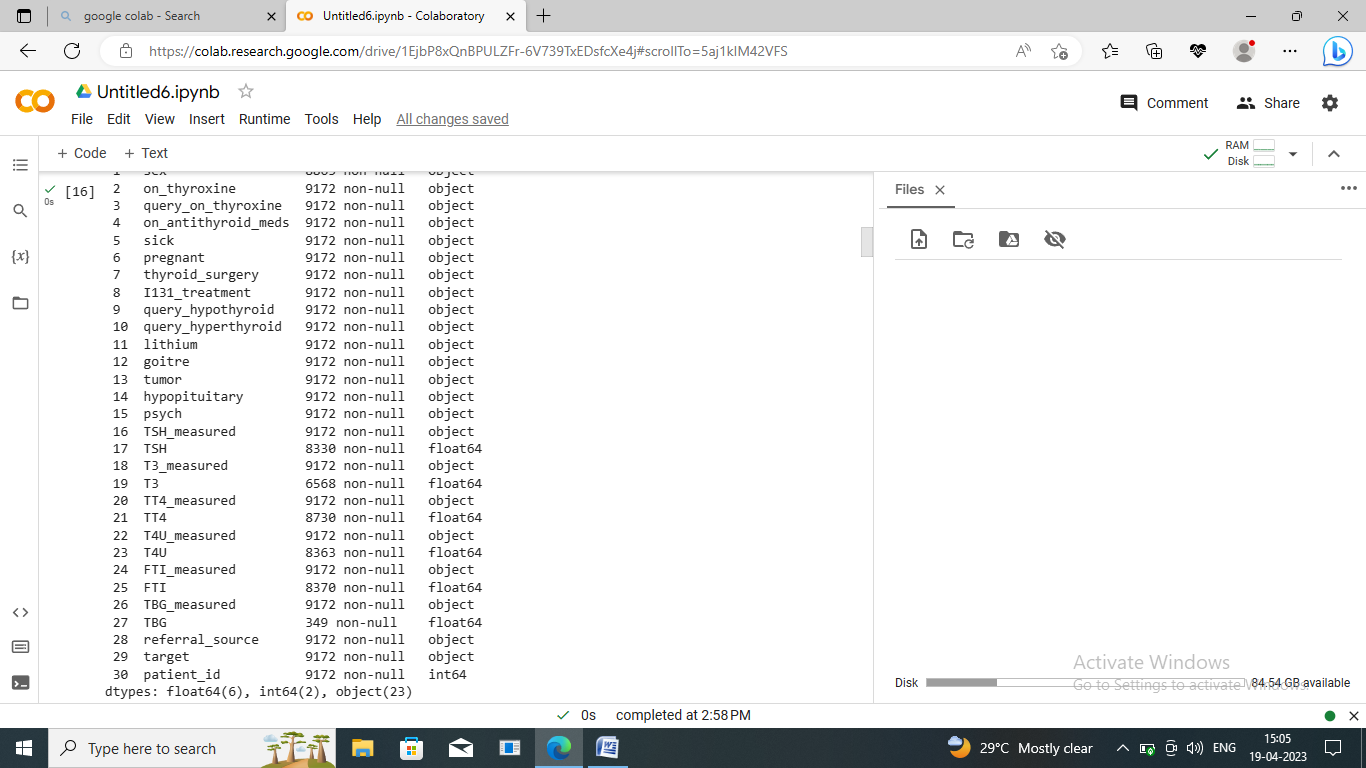 google colab - Search
Untitled6.ipynb - Colaboratory
https://colab.research.google.com/drive/1EjbP8xQnBPULZFr-6V739TxEDsfcXe4j#scrollTo=5aj1kIM42VFS
Untitled6.ipynb
File Edit View Insert Runtime Tools Help All changes saved
Comment Share
+ Code + Text
RAM
Disk
[16]
0s
1 sex 8865 non-null object
2 on_thyroxine 9172 non-null object
3 query_on_thyroxine 9172 non-null object
4 on_antithyroid_meds 9172 non-null object
5 sick 9172 non-null object
6 pregnant 9172 non-null object
7 thyroid_surgery 9172 non-null object
8 I131_treatment 9172 non-null object
9 query_hypothyroid 9172 non-null object
10 query_hyperthyroid 9172 non-null object
11 lithium 9172 non-null object
12 goitre 9172 non-null object
13 tumor 9172 non-null object
14 hypopituitary 9172 non-null object
15 psych 9172 non-null object
16 TSH_measured 9172 non-null object
17 TSH 8330 non-null float64
18 T3_measured 9172 non-null object
19 T3 6568 non-null float64
20 TT4_measured 9172 non-null object
21 TT4 8730 non-null float64
22 T4U_measured 9172 non-null object
23 T4U 8363 non-null float64
24 FTI_measured 9172 non-null object
25 FTI 8370 non-null float64
26 TBG_measured 9172 non-null object
27 TBG 349 non-null float64
28 referral_source 9172 non-null object
29 target 9172 non-null object
30 patient_id 9172 non-null int64
dtypes: float64(6), int64(2), object(23)
{x}
Files
Activate Windows
Go to Settings to activate Windows.
Disk 84.54 GB available
0s completed at 2:58 PM
Type here to search
29°C Mostly clear
ENG
15:05
19-04-2023